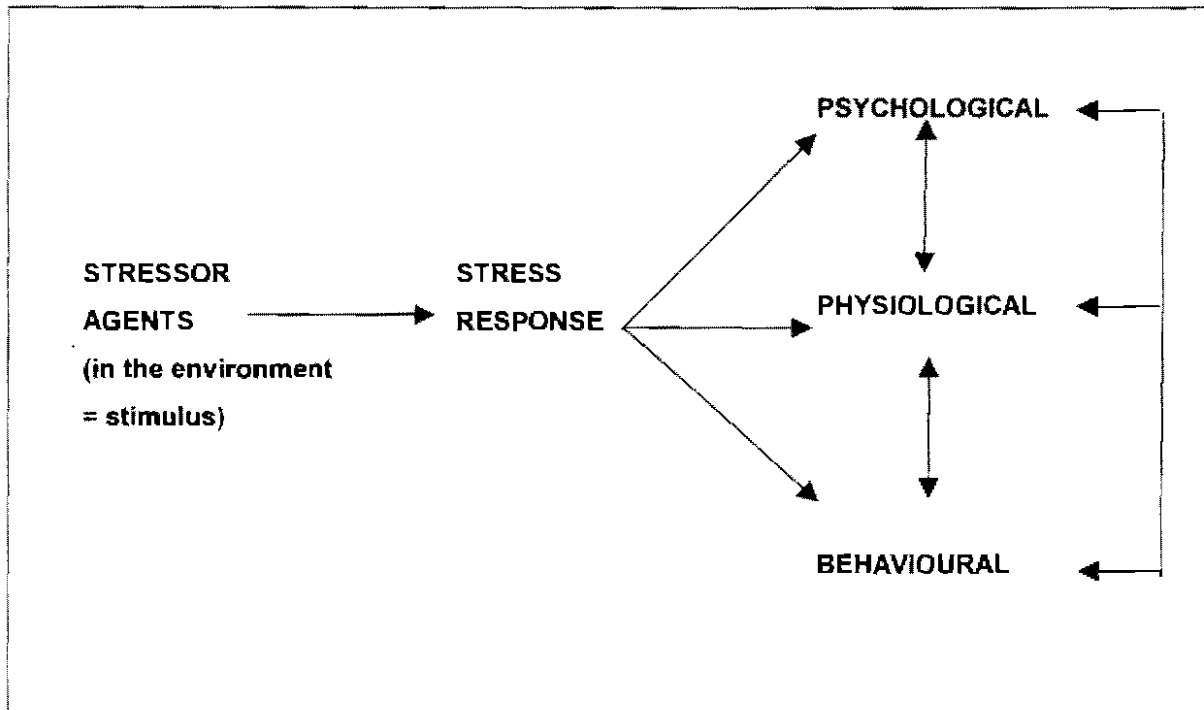 PSYCHOLOGICAL
STRESSOR
AGENTS
(in the environment
= stimulus)
STRESS
RESPONSE
PHYSIOLOGICAL
BEHAVIOURAL